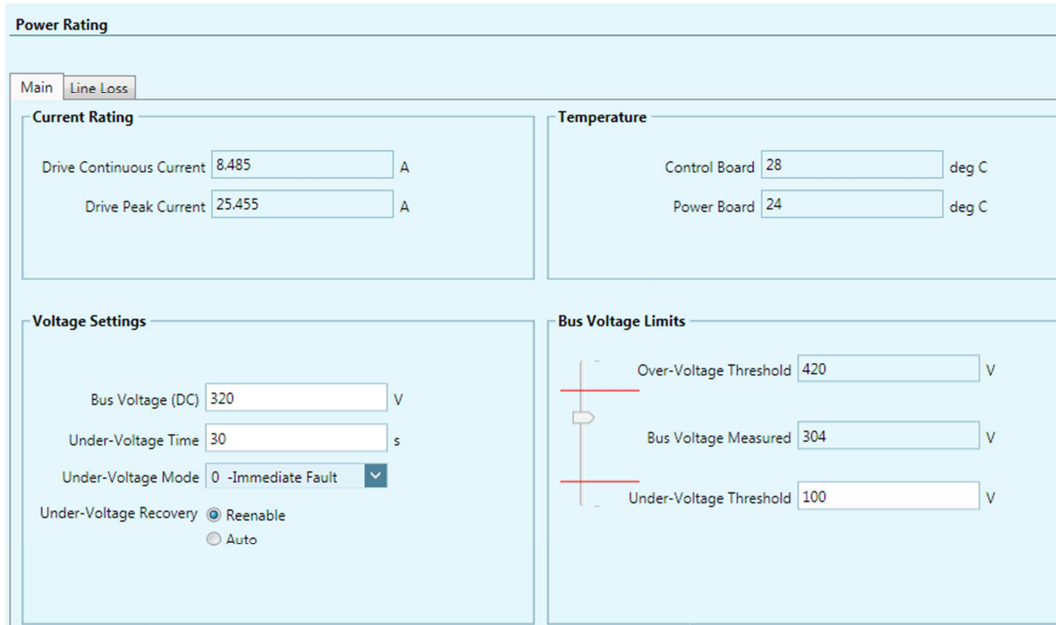 Power Rating
Main
Line Loss
Current Rating
Drive Continuous Current 8.485 A
Drive Peak Current 25.455 A
Temperature
Control Board 28 deg C
Power Board 24 deg C
Voltage Settings
Bus Voltage (DC) 320 V
Under-Voltage Time 30 s
Under-Voltage Mode 0 -Immediate Fault
Under-Voltage Recovery Reenable
Auto
Bus Voltage Limits
Over-Voltage Threshold 420 V
Bus Voltage Measured 304 V
Under-Voltage Threshold 100 V